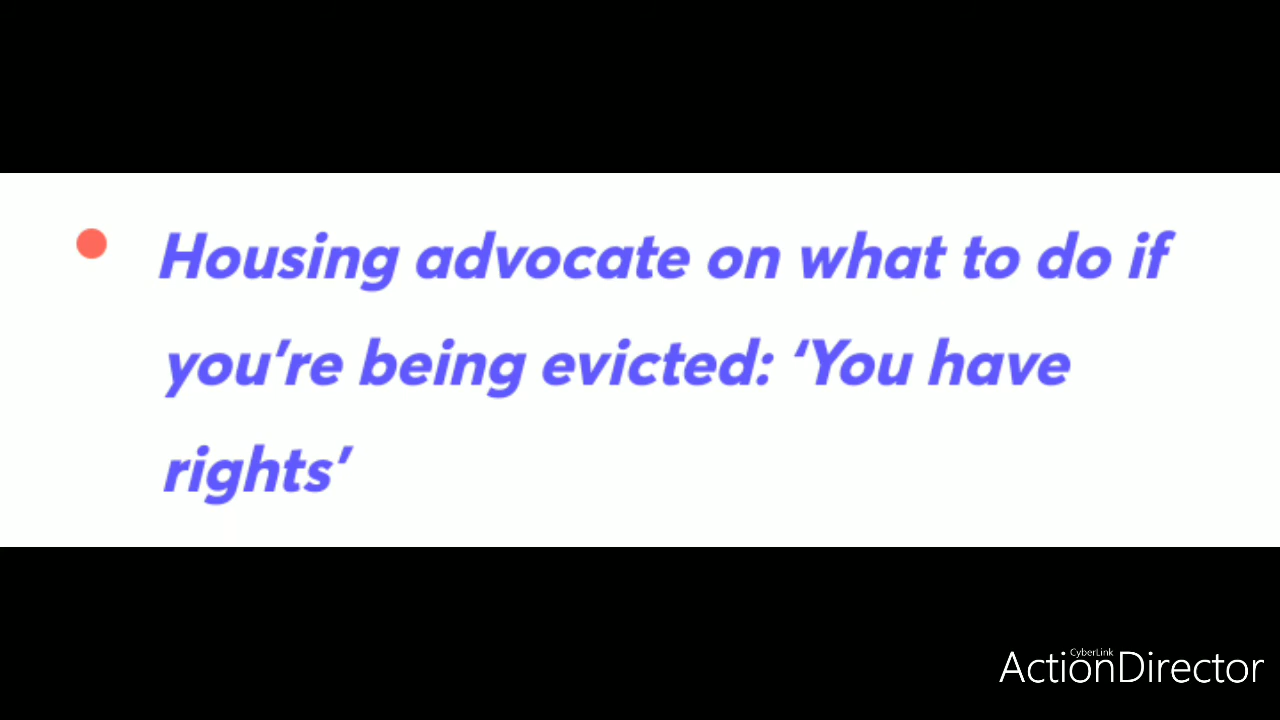 Housing advocate on what to do if
you’re being evicted: ‘You have
rights’
CyberLink
ActionDirector